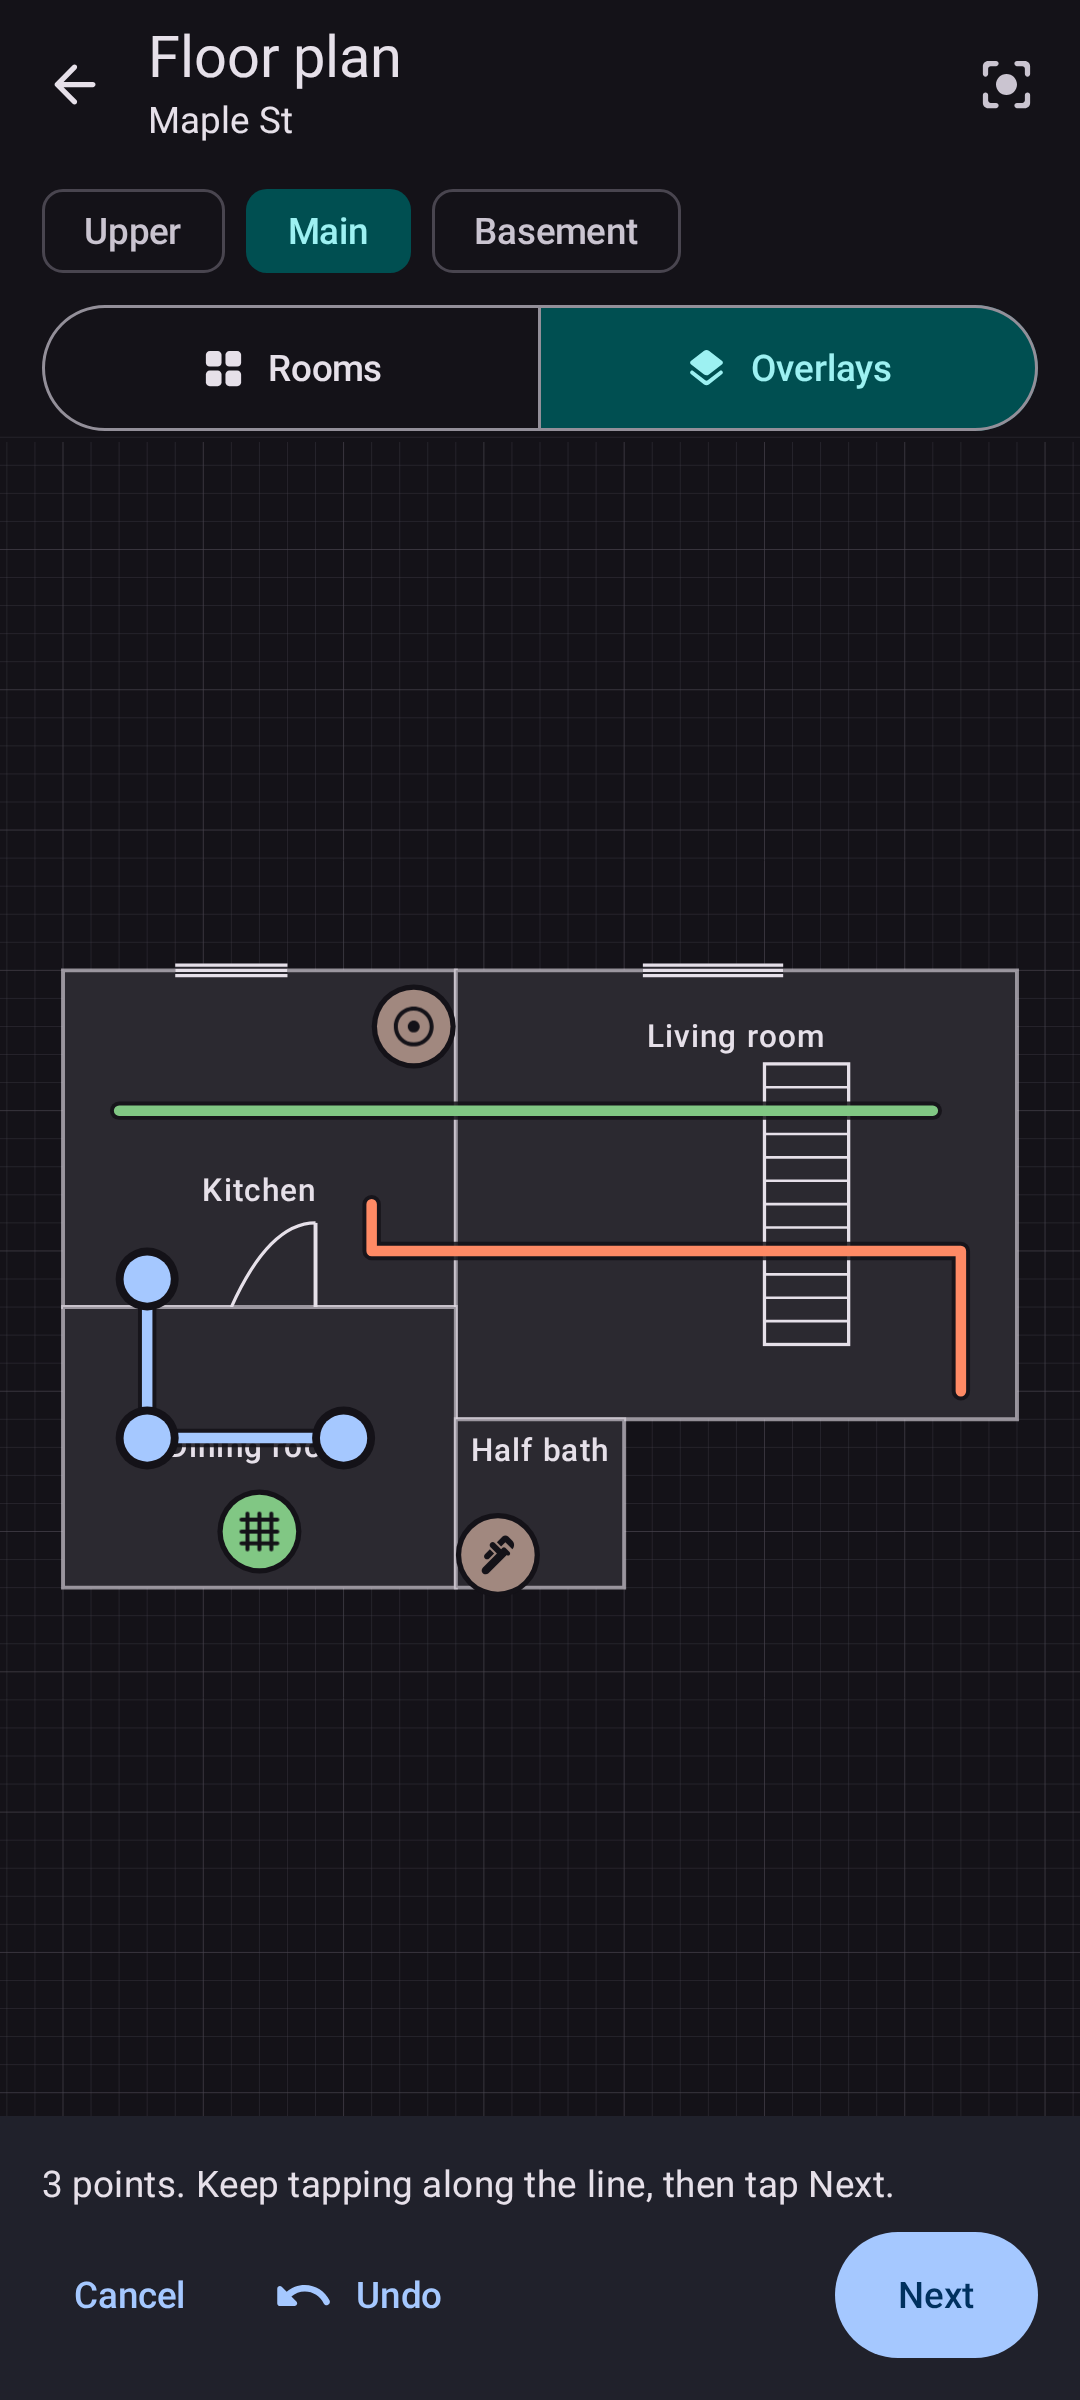 Floor plan
Maple St
Upper
Main
Basement
Rooms
Overlays
Living room
Kitchen
Half bath
3 points. Keep tapping along the line, then tap Next.
Cancel
Undo
Next